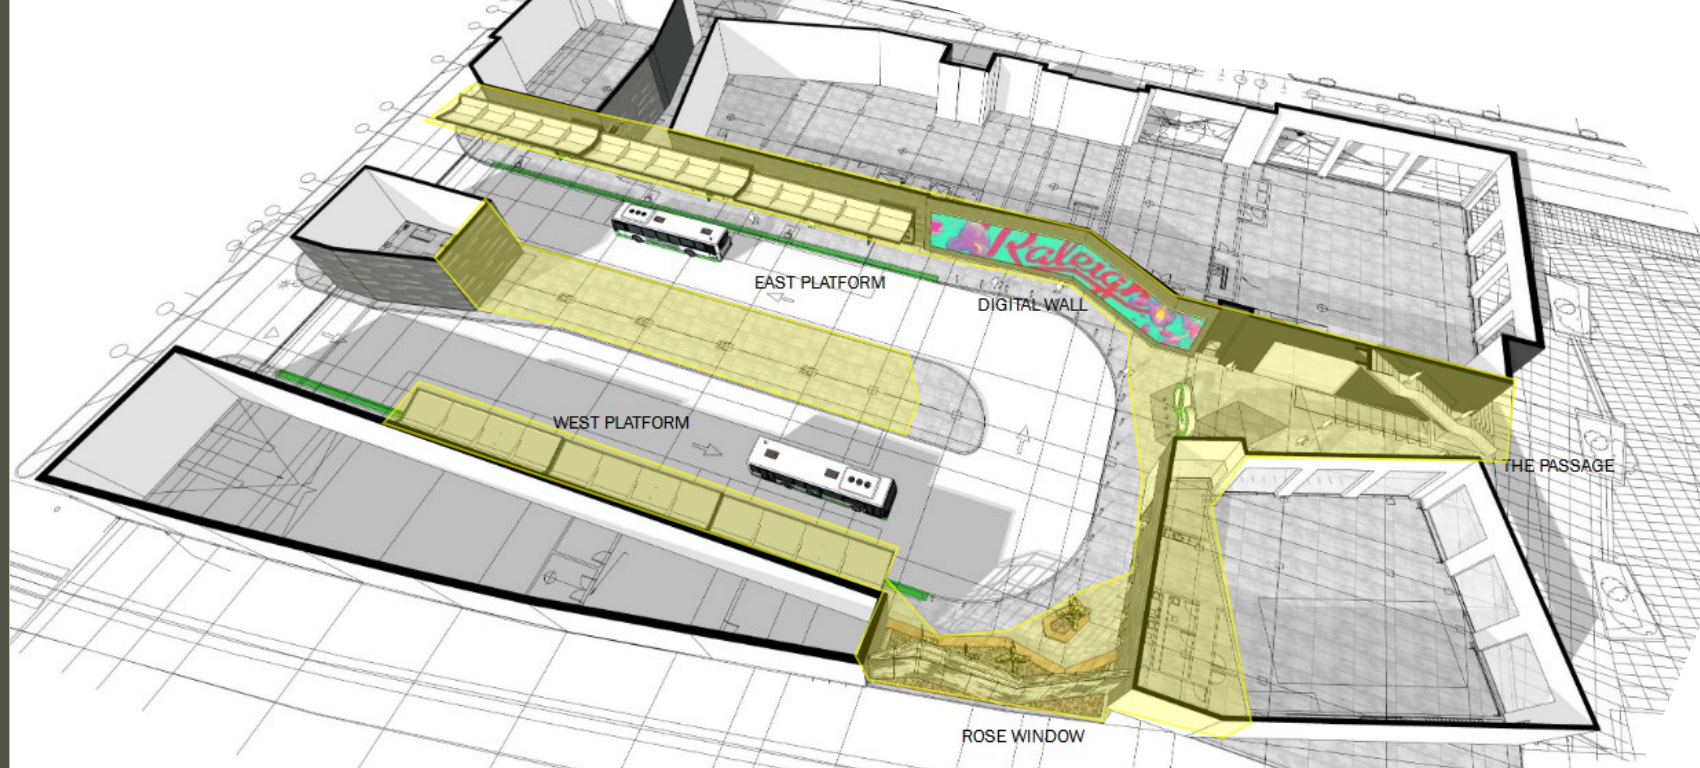 Raleigh
EAST PLATFORM
DIGITAL WALL
WEST PLATFORM
THE PASSAGE
ROSE WINDOW